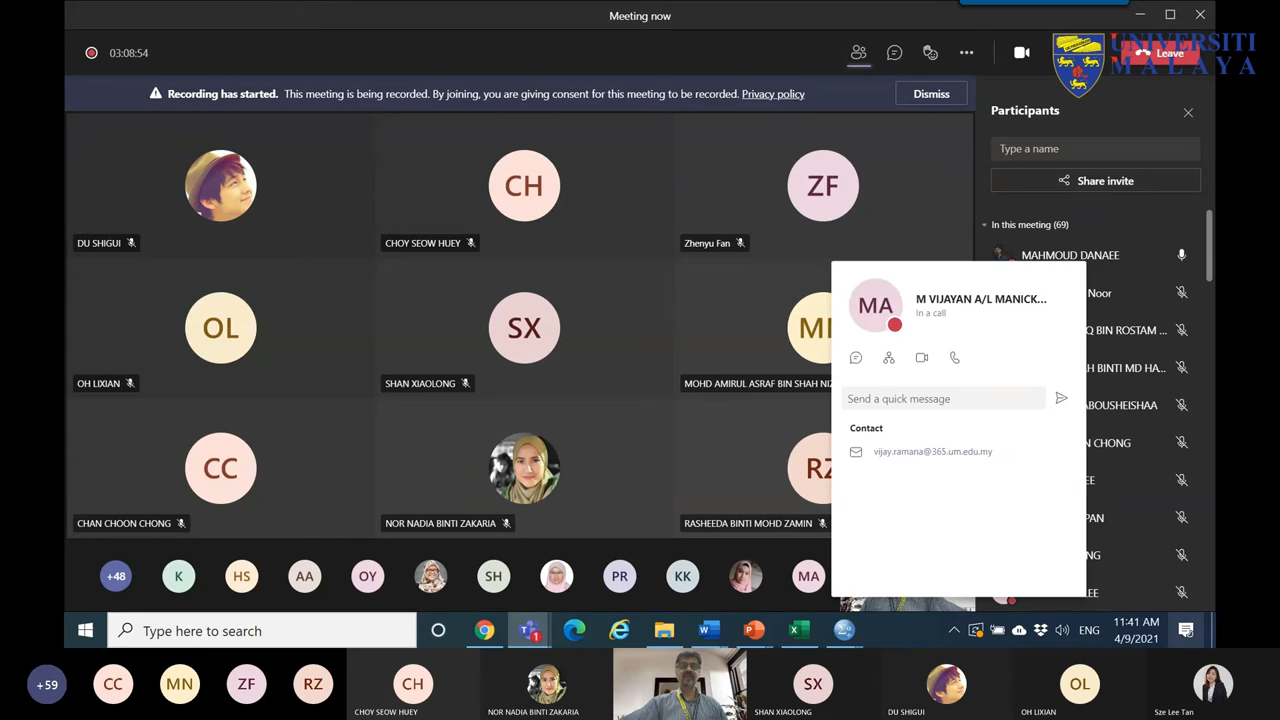 Meeting now
03:08:54
Leave
UNIVERSITI
MALAYA
Recording has started. This meeting is being recorded. By joining, you are giving consent for this meeting to be recorded. Privacy policy
Dismiss
Participants
Type a name
Share invite
In this meeting (69)
MAHMOUD DANAEE
Noor
Q BIN ROSTAM ...
AH BINTI MD HA...
ABOUSHEISHAA
N CHONG
EE
PAN
NG
LEE
CH
ZF
DU SHIGUI
CHOY SEOW HUEY
Zhenyu Fan
OL
SX
OH LIXIAN
SHAN XIAOLONG
MOHD AMIRUL ASRAF BIN SHAH NIZ
CC
RZ
CHAN CHOON CHONG
NOR NADIA BINTI ZAKARIA
RASHEEDA BINTI MOHD ZAMIN
MA
M VIJAYAN A/L MANICK...
In a call
Send a quick message
Contact
vijay.ramana@365.um.edu.my
+48
K
HS
AA
OY
SH
PR
KK
MA
Type here to search
1
ENG
11:41 AM
4/9/2021
+59
CC
MN
ZF
RZ
CH
SX
OL
CHOY SEOW HUEY
NOR NADIA BINTI ZAKARIA
SHAN XIAOLONG
DU SHIGUI
OH LIXIAN
Sze Lee Tan